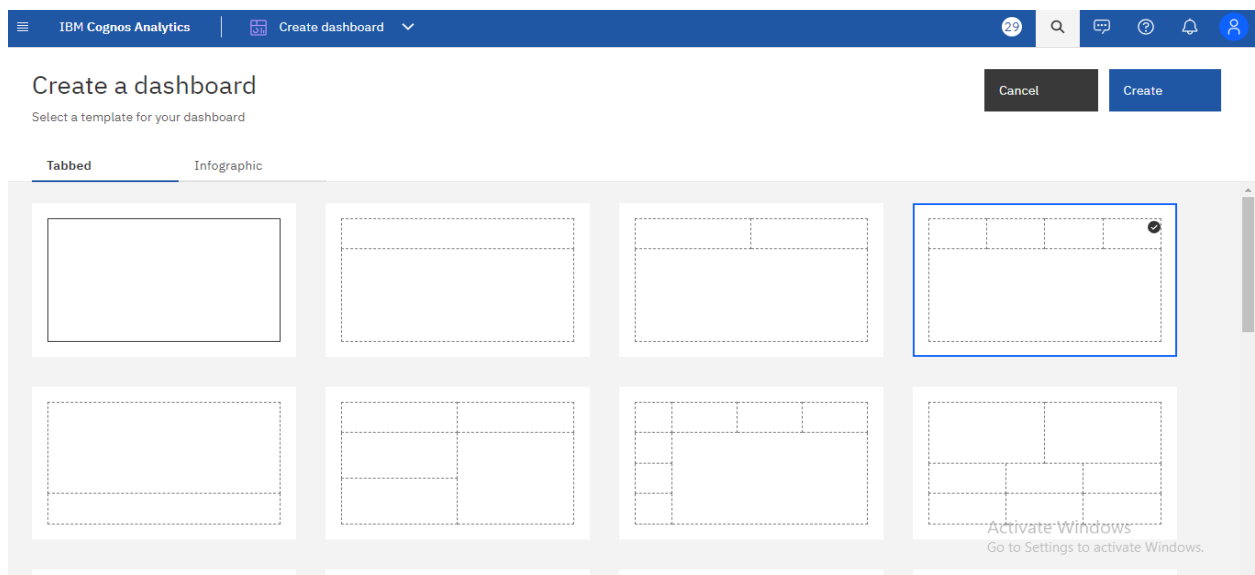 IBM Cognos Analytics
Create dashboard
29
Create a dashboard
Select a template for your dashboard
Cancel
Create
Tabbed
Infographic
Activate Windows
Go to Settings to activate Windows.